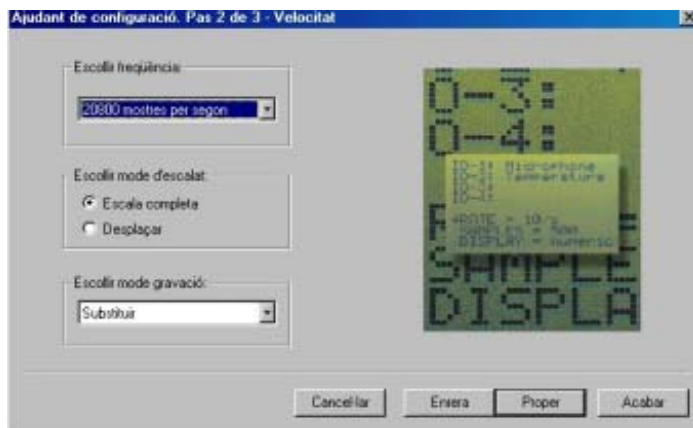 Ajudant de configuració. Pas 2 de 3 - Velocitat
Escollir freqüència:
20800 mostres per segon
Escollir mode d'escalat:
Escala completa
Desplaçar
Escollir mode gravació:
Substituir
0-3:
0-4:
IO-1: Microphone
IO-2: Temperature
IO-3:
IO-4:
RATE = 10/s
SAMPLES = 500
DISPLAY = numeric
SAMPLE
DISPLA
Cancel·lar
Enrera
Proper
Acabar